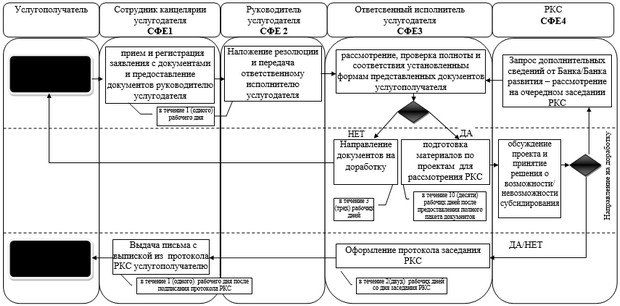 Услугополучатель
Сотрудник канцелярии
услугодателя
СФЕ1
Руководитель
услугодателя
СФЕ 2
Ответсвенный исполнитель
услугодателя
СФЕ3
РКС
СФЕ4
прием и регистрация
заявления с документами
и предоставление
документов руководителю
услугодателя
в течение 1 (одного)
рабочего дня
Наложение резолюции
и передача
ответственному
исполнителю
услугодателя
рассмотрение, проверка полноты и
соответствия установленным
формам представленных документов
услугополучателя
Запрос дополнительных
сведений от Банка/Банка
развития – рассмотрение
на очередном заседании
РКС
НЕТ
ДА
Направление
документов на
доработку
в течение 3
(трех) рабочих
дней
подготовка
материалов по
проектам для
рассмотрения РКС
в течение 10 (десяти)
рабочих дней после
предоставления полного
пакета документов
обсуждение
проекта и
принятие
решения о
возможности/
невозможности
субсидирования
Направление на доработку
ДА/НЕТ
Выдача письма с
выпиской из протокола
РКС услугополучателю
в течение 1 (одного) рабочего дня после
подписания протокола РКС
Оформление протокола заседания
РКС
в течение 2(двух) рабочих дней
со дня заседания РКС